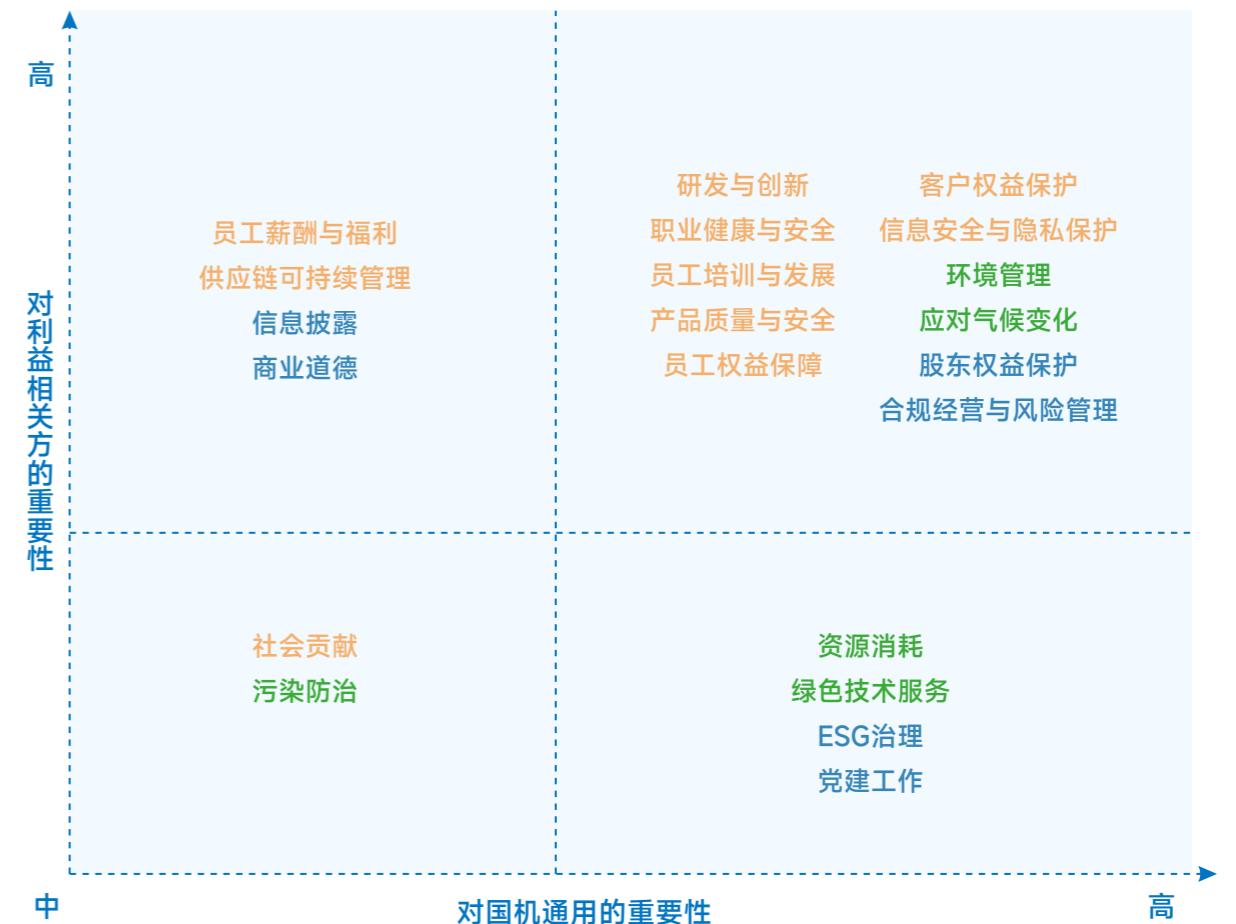 高
对利益相关方的重要性
员工薪酬与福利
供应链可持续管理
信息披露
商业道德
研发与创新
职业健康与安全
员工培训与发展
产品质量与安全
员工权益保障
客户权益保护
信息安全与隐私保护
环境管理
应对气候变化
股东权益保护
合规经营与风险管理
社会贡献
污染防治
资源消耗
绿色技术服务
ESG治理
党建工作
中
对国机通用的重要性
高